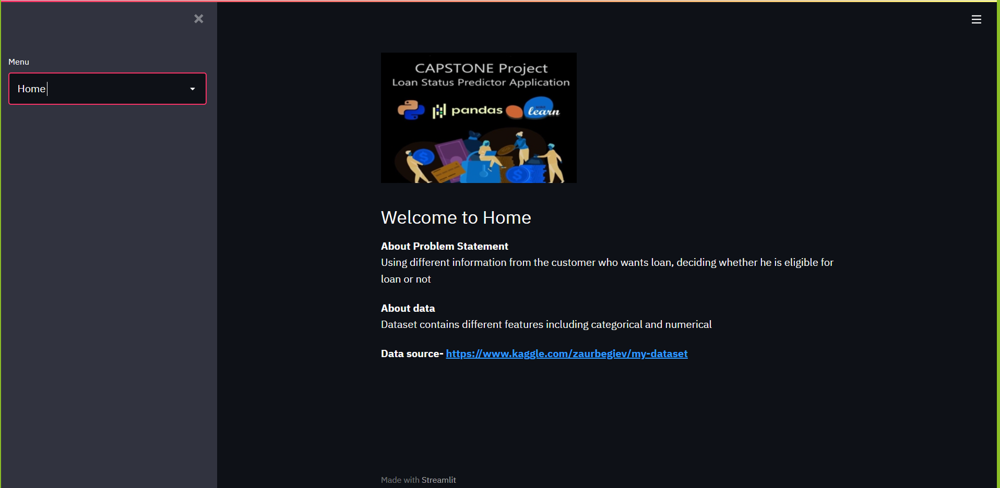 Menu
Home
CAPSTONE Project
Loan Status Predictor Application
pandas
learn
Welcome to Home
About Problem Statement
Using different information from the customer who wants loan, deciding whether he is eligible for
loan or not
About data
Dataset contains different features including categorical and numerical
Data source- https://www.kaggle.com/zaurbegiev/my-dataset
Made with Streamlit